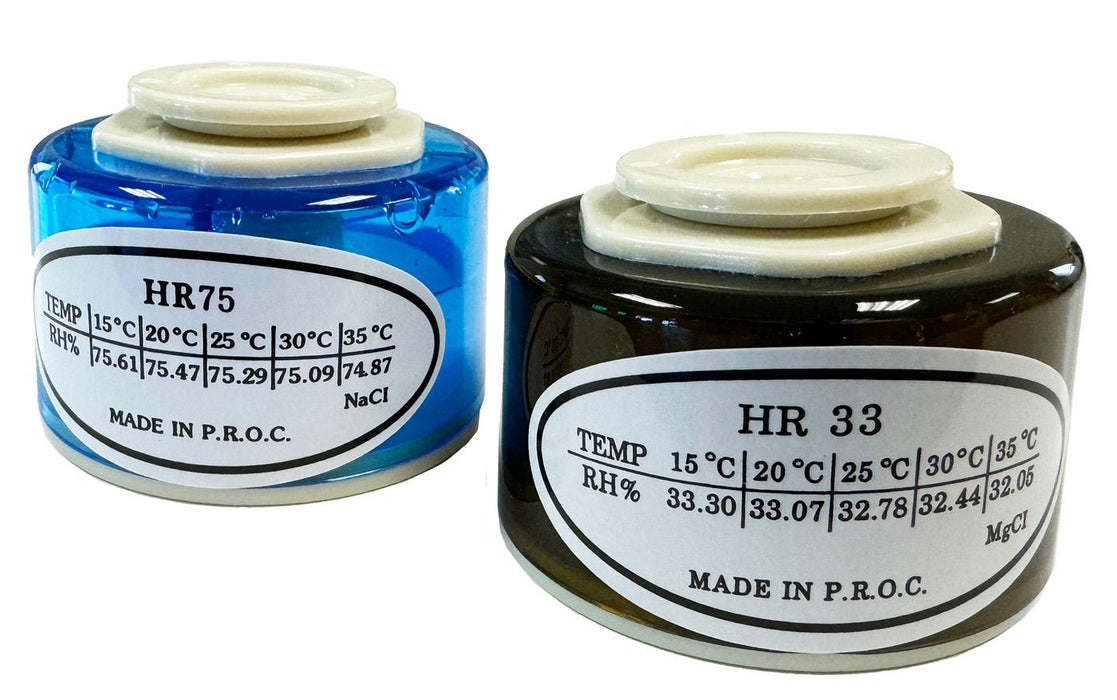 HR75
TEMP 15°C 20°C 25°C 30°C 35°C
RH% 75.61 75.47 75.29 75.09 74.87
NaCl
MADE IN P.R.O.C.
HR 33
TEMP 15°C 20°C 25°C 30°C 35°C
RH% 33.30 33.07 32.78 32.44 32.05
MgCl
MADE IN P.R.O.C.